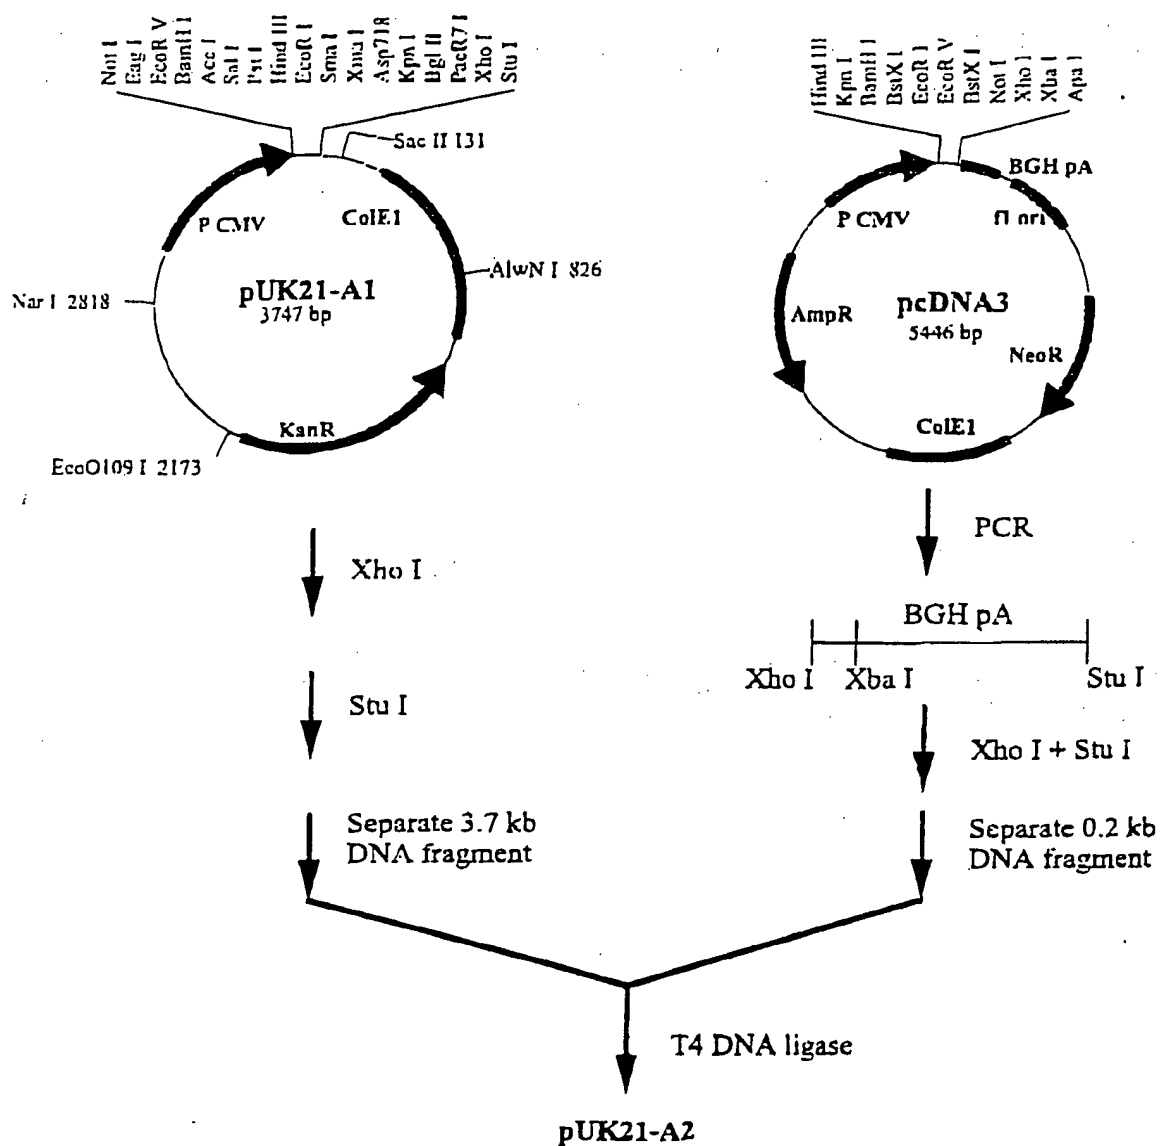 Not I
Eag I
EcoR V
BamH I
Acc I
Sal I
Pst I
Hind III
EcoR I
Sma I
Xma I
Asp718
Kpn I
Bgl II
PacR7 I
Xho I
Stu I
Sac II 131
P CMV
ColE1
AlwN I 826
pUK21-A1
3747 bp
Nar I 2818
KanR
EcoO109 I 2173
Hind III
Kpn I
BamH I
BstX I
EcoR I
EcoR V
BstX I
Not I
Xho I
Xba I
Apa I
BGH pA
P CMV
f1 ori
AmpR
pcDNA3
5446 bp
NeoR
ColE1
Xho I
Stu I
Separate 3.7 kb
DNA fragment
PCR
BGH pA
Xho I Xba I Stu I
Xho I + Stu I
Separate 0.2 kb
DNA fragment
T4 DNA ligase
pUK21-A2